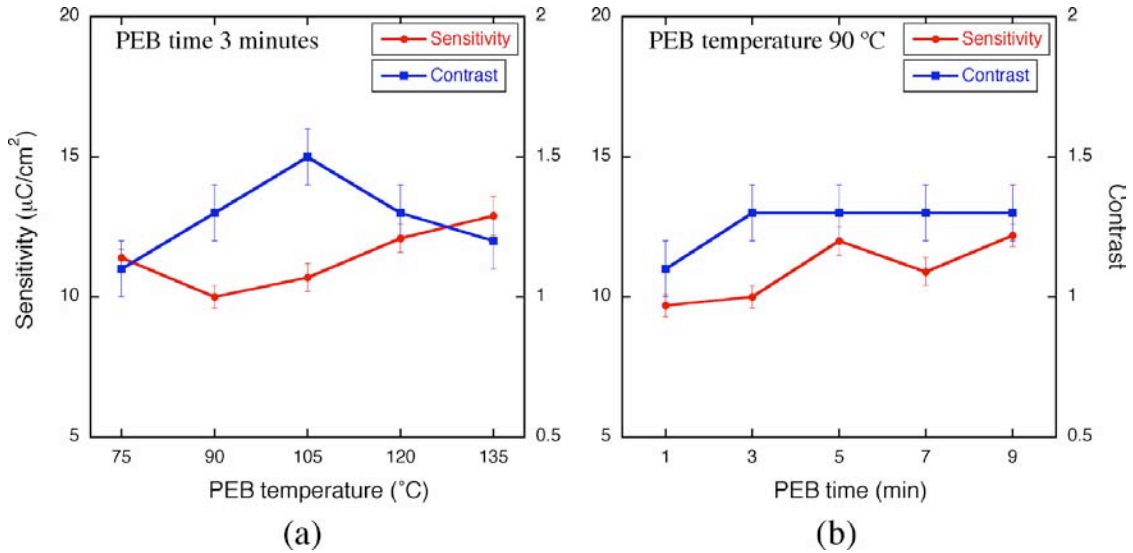 20
15
10
5
Sensitivity (μC/cm²)
PEB time 3 minutes
Sensitivity
Contrast
2
1.5
1
0.5
75 90 105 120 135
PEB temperature (°C)
(a)
20
15
10
5
PEB temperature 90 °C
Sensitivity
Contrast
2
1.5
1
0.5
Contrast
1 3 5 7 9
PEB time (min)
(b)